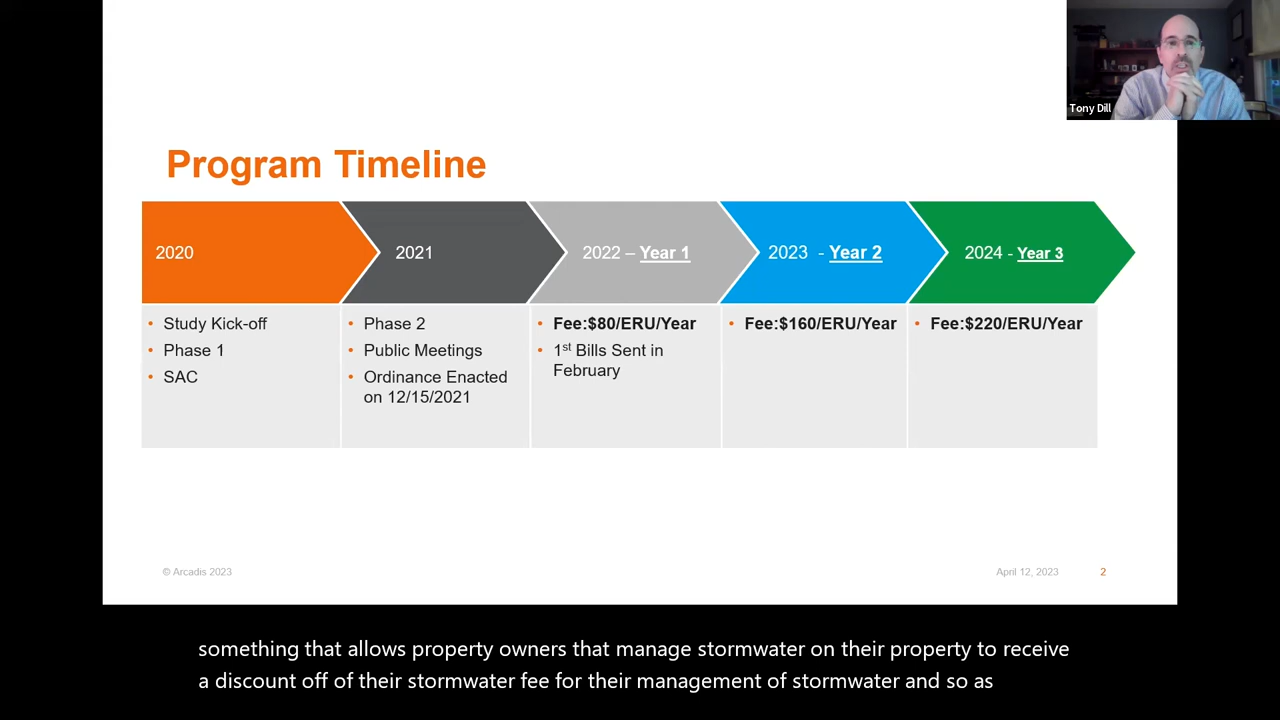 Tony Dill
Program Timeline
2020
2021
2022 – Year 1
2023 - Year 2
2024 - Year 3
• Study Kick-off
• Phase 1
• SAC
• Phase 2
• Public Meetings
• Ordinance Enacted
on 12/15/2021
• Fee:$80/ERU/Year
• 1st Bills Sent in
February
• Fee:$160/ERU/Year
• Fee:$220/ERU/Year
© Arcadis 2023
April 12, 2023
2
something that allows property owners that manage stormwater on their property to receive
a discount off of their stormwater fee for their management of stormwater and so as